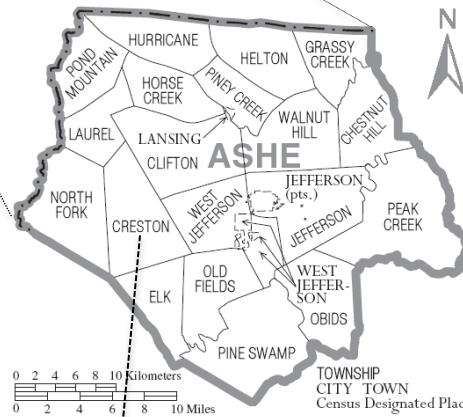 N
HURRICANE
HELTON
GRASSY
CREEK
POND
MOUNTAIN
HORSE
CREEK
PINEY CREEK
WALNUT
HILL
CHESTNUT
HILL
LAUREL
LANSING
CLIFTON
ASHE
NORTH
FORK
CRESTON
WEST
JEFFERSON
JEFFERSON
(pts.)
JEFFERSON
PEAK
CREEK
ELK
OLD
FIELDS
WEST
JEFFER-
SON
OBIDS
PINE SWAMP
0 2 4 6 8 10 Kilometers
0 2 4 6 8 10 Miles
TOWNSHIP
CITY TOWN
Census Designated Plac